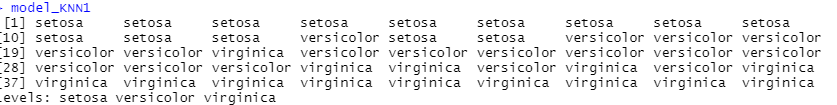 > model_KNN1
[1] setosa setosa setosa setosa setosa setosa setosa setosa setosa
[10] setosa setosa setosa versicolor setosa setosa versicolor versicolor versicolor
[19] versicolor versicolor virginica versicolor versicolor versicolor versicolor versicolor versicolor
[28] versicolor versicolor versicolor virginica virginica versicolor virginica versicolor virginica
[37] virginica virginica virginica virginica virginica virginica virginica virginica virginica
Levels: setosa versicolor virginica